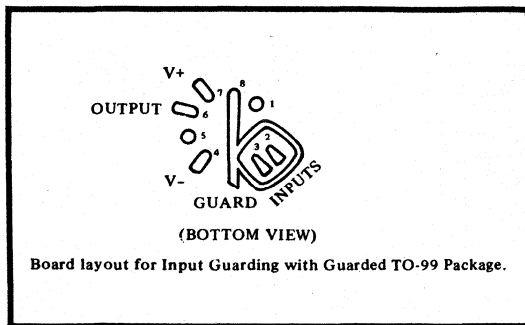 V+
8
7
1
OUTPUT
6
5
2
3
4
V-
GUARD
INPUTS
(BOTTOM VIEW)
Board layout for Input Guarding with Guarded TO-99 Package.